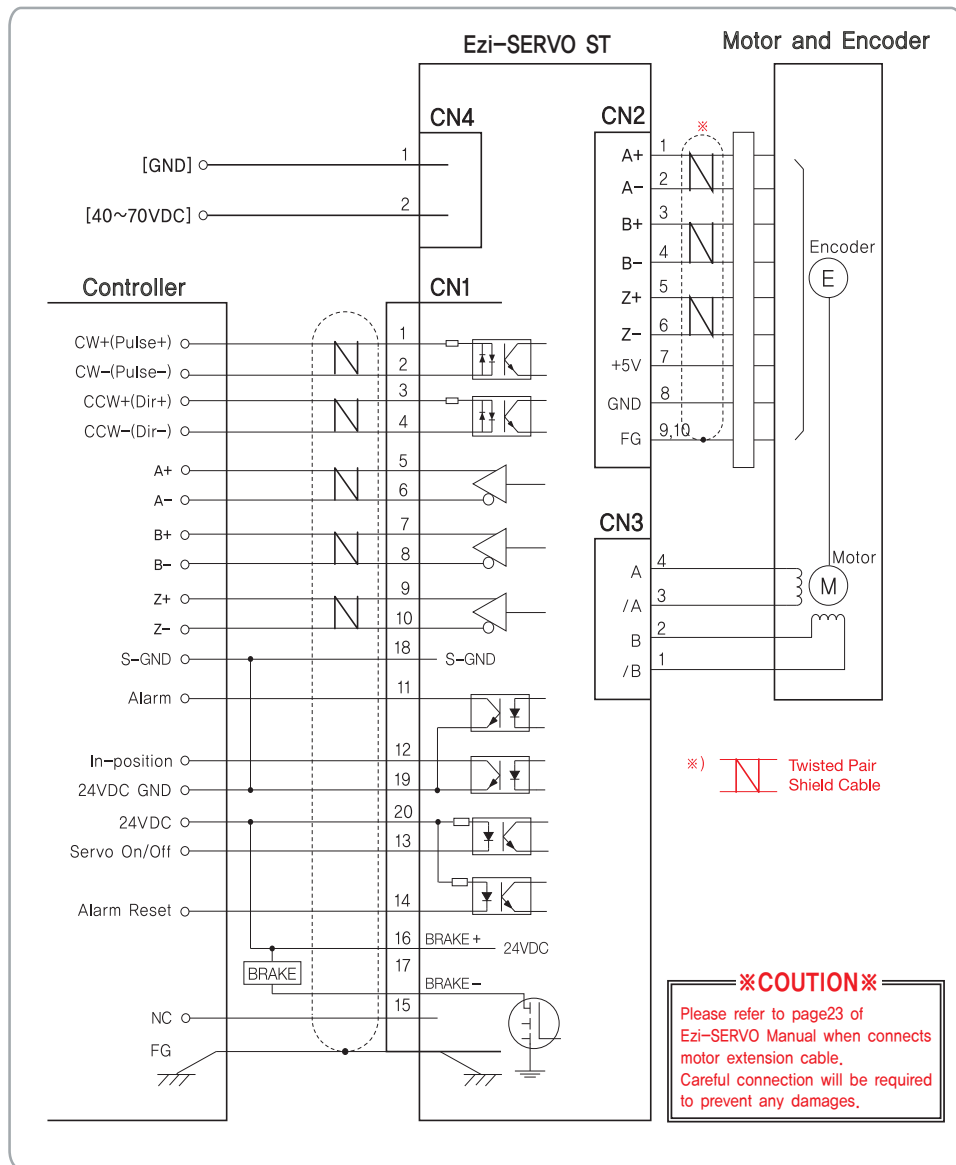 Ezi-SERVO ST
Motor and Encoder
CN4
[GND] 1
[40~70VDC] 2
CN2
※
A+ 1
A- 2
B+ 3
B- 4
Z+ 5
Z- 6
+5V 7
GND 8
FG 9,10
Encoder
E
Controller
CN1
CW+(Pulse+) 1
CW-(Pulse-) 2
CCW+(Dir+) 3
CCW-(Dir-) 4
A+ 5
A- 6
B+ 7
B- 8
Z+ 9
Z- 10
S-GND 18 S-GND
Alarm 11
In-position 12
24VDC GND 19
24VDC 20
Servo On/Off 13
Alarm Reset 14
16 BRAKE+ 24VDC
BRAKE
17 BRAKE-
NC 15
FG
CN3
A 4
/A 3
B 2
/B 1
Motor
M
※) Twisted Pair
Shield Cable
※COUTION※
Please refer to page23 of
Ezi-SERVO Manual when connects
motor extension cable.
Careful connection will be required
to prevent any damages.